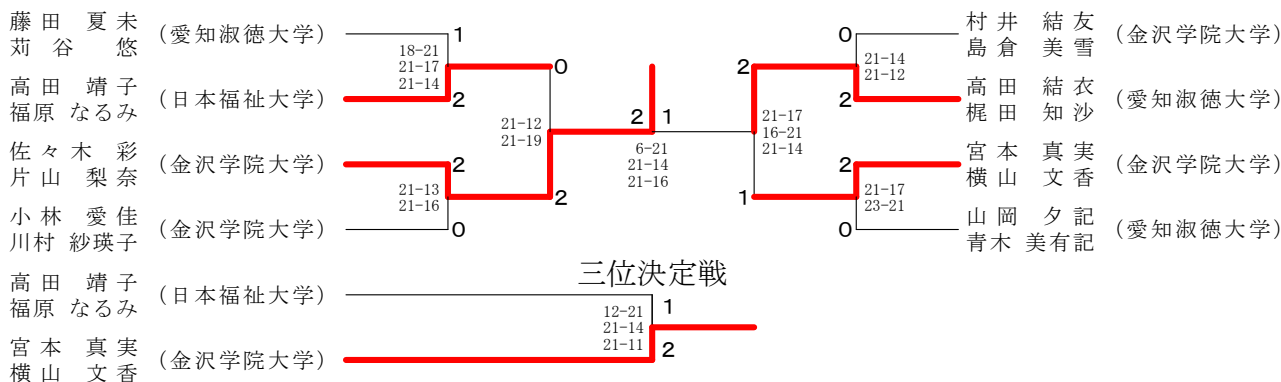 藤田 夏未
苅谷 悠
(愛知淑徳大学)
1
18-21
21-17
21-14
高田 靖子
福原 なるみ
(日本福祉大学)
2
0
21-12
21-19
佐々木 彩
片山 梨奈
(金沢学院大学)
2
21-13
21-16
2
小林 愛佳
川村 紗瑛子
(金沢学院大学)
0
2 1
6-21
21-14
21-16
村井 結友
島倉 美雪
(金沢学院大学)
0
21-14
21-12
2
高田 結衣
梶田 知沙
(愛知淑徳大学)
2
21-17
16-21
21-14
宮本 真実
横山 文香
(金沢学院大学)
2
21-17
23-21
1
山岡 夕記
青木 美有記
(愛知淑徳大学)
0
三位決定戦
高田 靖子
福原 なるみ
(日本福祉大学)
1
12-21
21-14
21-11
宮本 真実
横山 文香
(金沢学院大学)
2